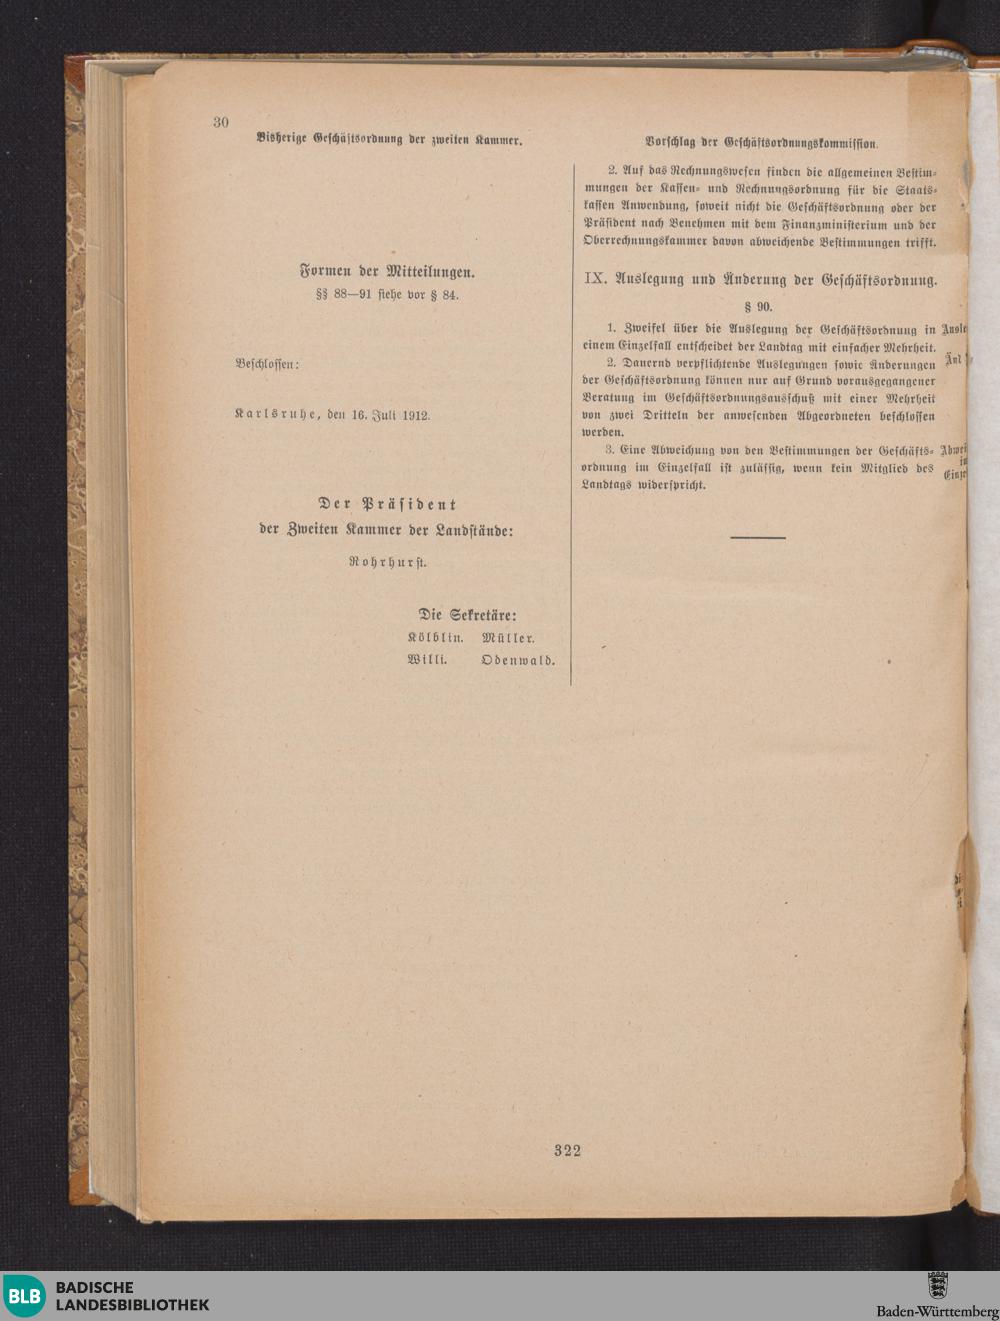 30
Bisherige Geschäftsordnung der zweiten Kammer.
Formen der Mitteilungen.
§§ 88—91 siehe vor § 84.
Beschlossen:
Karlsruhe, den 16. Juli 1912.
Der Präsident
der Zweiten Kammer der Landstände:
Rohrhurst.
Die Sekretäre:
Kölblin. Müller.
Willi. Odenwald.
Vorschlag der Geschäftsordnungskommission.
2. Auf das Rechnungswesen finden die allgemeinen Bestim-
mungen der Kassen- und Rechnungsordnung für die Staats-
kassen Anwendung, soweit nicht die Geschäftsordnung oder der
Präsident nach Benehmen mit dem Finanzministerium und der
Oberrechnungskammer davon abweichende Bestimmungen trifft.
IX. Auslegung und Änderung der Geschäftsordnung.
§ 90.
1. Zweifel über die Auslegung der Geschäftsordnung in
einem Einzelfall entscheidet der Landtag mit einfacher Mehrheit.
2. Dauernd verpflichtende Auslegungen sowie Änderungen
der Geschäftsordnung können nur auf Grund vorausgegangener
Beratung im Geschäftsordnungsausschuß mit einer Mehrheit
von zwei Dritteln der anwesenden Abgeordneten beschlossen
werden.
3. Eine Abweichung von den Bestimmungen der Geschäfts-
ordnung im Einzelfall ist zulässig, wenn kein Mitglied des
Landtags widerspricht.
Ausle
Abwei
Einzel
322
BLB
BADISCHE
LANDESBIBLIOTHEK
Baden-Württemberg